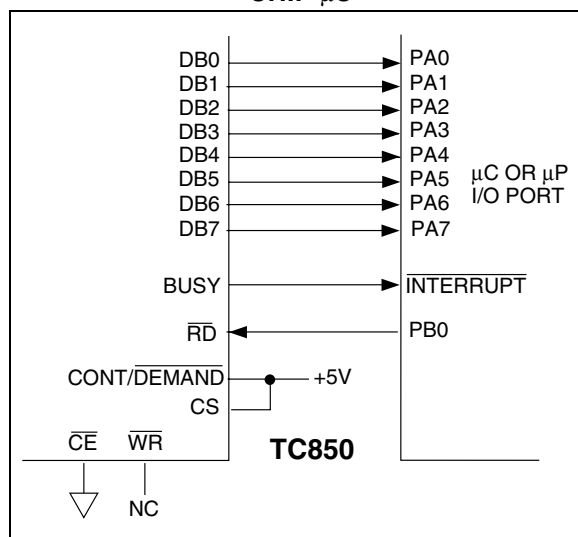 DB0 PA0
DB1 PA1
DB2 PA2
DB3 PA3
DB4 PA4
DB5 PA5 μC OR μP
DB6 PA6 I/O PORT
DB7 PA7
BUSY INTERRUPT
RD PB0
CONT/DEMAND +5V
CS
CE WR TC850
NC